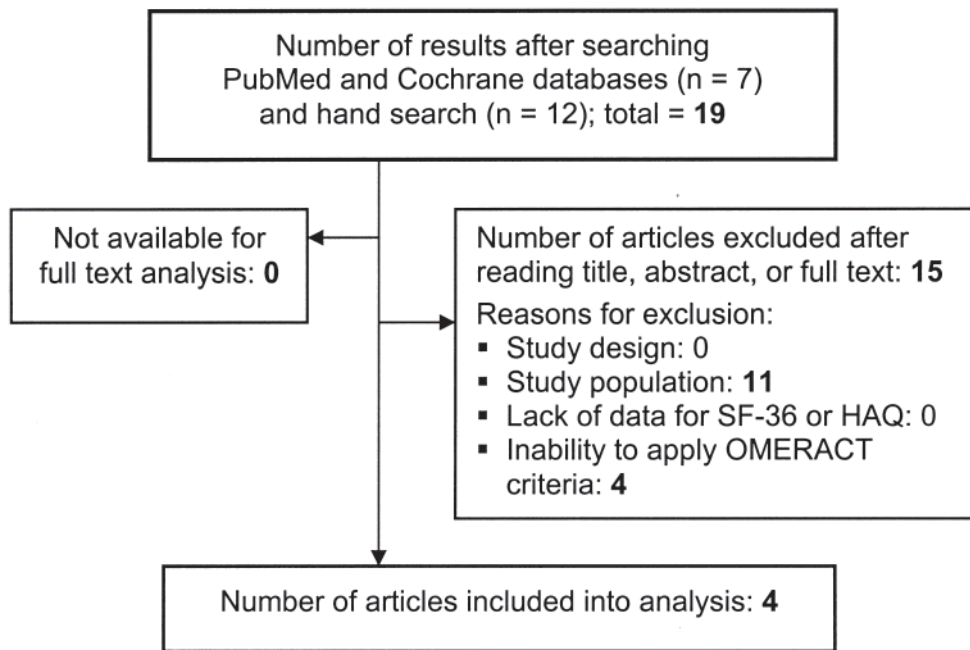 Number of results after searching
PubMed and Cochrane databases (n = 7)
and hand search (n = 12); total = 19
Not available for
full text analysis: 0
Number of articles excluded after
reading title, abstract, or full text: 15
Reasons for exclusion:
▪ Study design: 0
▪ Study population: 11
▪ Lack of data for SF-36 or HAQ: 0
▪ Inability to apply OMERACT
criteria: 4
Number of articles included into analysis: 4